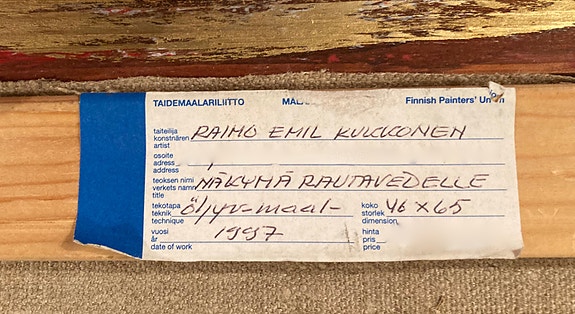 TAIDEMAALARILIITTO Finnish Painters' Union
taiteilija
konstnären RAIMO EMIL KUKKONEN
artist
osoite
adress
address
teoksen nimi
verkets namn NÄKYMÄ RAUTAVEDELLE
title
tekotapa koko
teknik öljyv-maal- storlek 46 x 65
technique dimension
vuosi hinta
år 1997 pris
date of work price